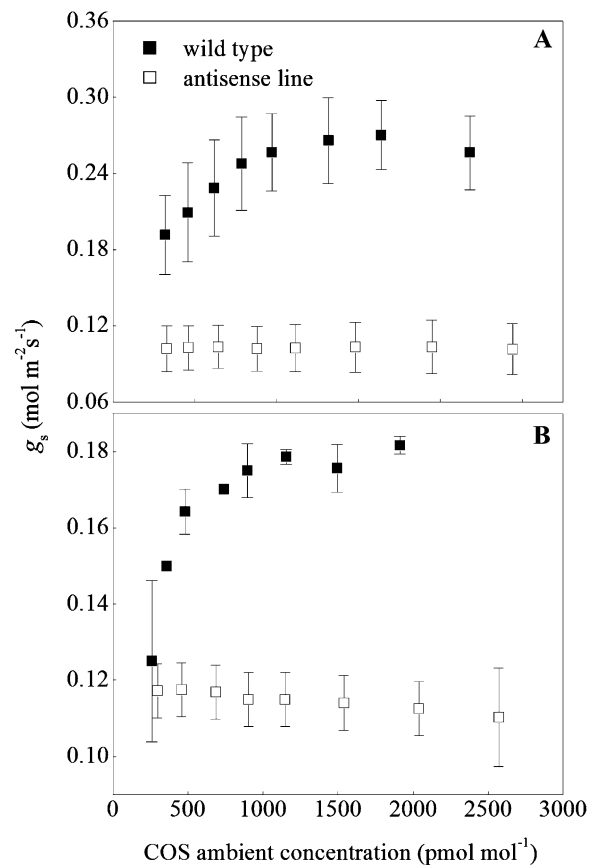 A
wild type
antisense line
0.36
0.30
0.24
0.18
0.12
0.06
gs (mol m-2s-1)
B
0.18
0.16
0.14
0.12
0.10
0 500 1000 1500 2000 2500 3000
COS ambient concentration (pmol mol-1)